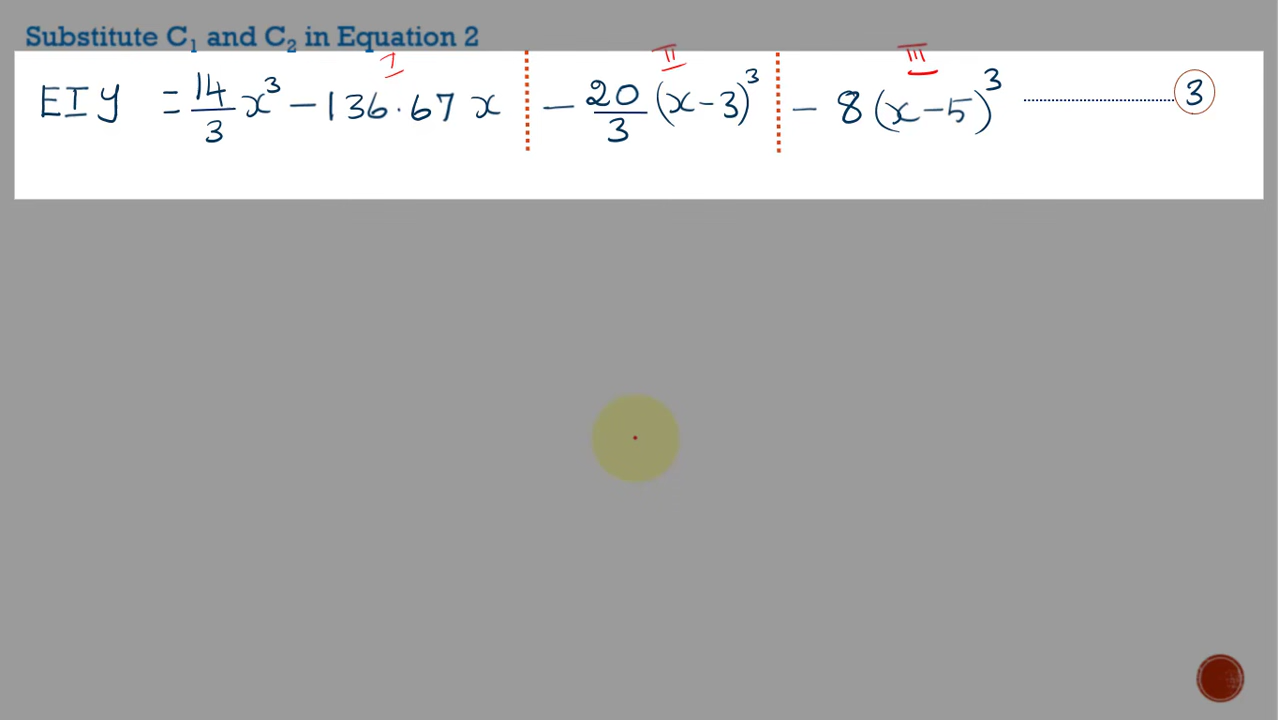 Substitute C₁ and C₂ in Equation 2
I II III
EIy = 14/3 x³ - 136.67 x - 20/3 (x-3)³ - 8 (x-5)³ .......... 3